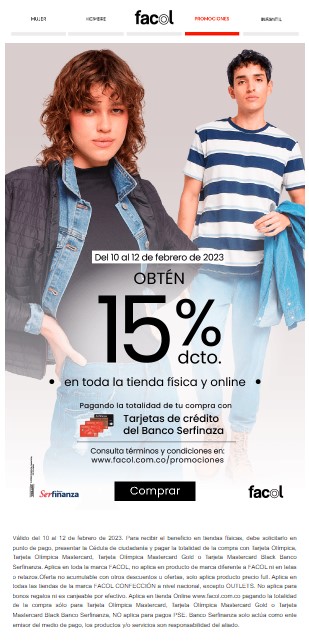 MUJER HOMBRE facol PROMOCIONES INFANTIL
Del 10 al 12 de febrero de 2023
OBTÉN
15%
dcto.
• en toda la tienda física y online •
Pagando la totalidad de tu compra con
Tarjetas de crédito
del Banco Serfinaza
Consulta términos y condiciones en:
www.facol.com.co/promociones
Serfinanza Comprar facol
Válido del 10 al 12 de febrero de 2023. Para recibir el beneficio en tiendas físicas, debe solicitarlo en
punto de pago, presentar la Cédula de ciudadanía y pagar la totalidad de la compra con: Tarjeta Olímpica,
Tarjeta Olímpica Mastercard, Tarjeta Olímpica Mastercard Gold o Tarjeta Mastercard Black Banco
Serfinanza. Aplica en toda la marca FACOL, no aplica en producto de marca diferente a FACOL ni en telas
o retazos.Oferta no acumulable con otros descuentos u ofertas, solo aplica producto precio full. Aplica en
todas las tiendas de la marca FACOL CONFECCIÓN a nivel nacional, excepto OUTLETS. No aplica para
bonos regalos ni es canjeable por efectivo. Aplica en tienda Online www.facol.com.co pagando la totalidad
de la compra sólo para Tarjeta Olímpica, Tarjeta Olímpica Mastercard, Tarjeta Olímpica Mastercard Gold o Tarjeta
Mastercard Black Banco Serfinanza, NO aplica para pagos PSE. Banco Serfinanza solo actúa como ente
emisor del medio de pago, los productos y/o servicios son responsabilidad del aliado.